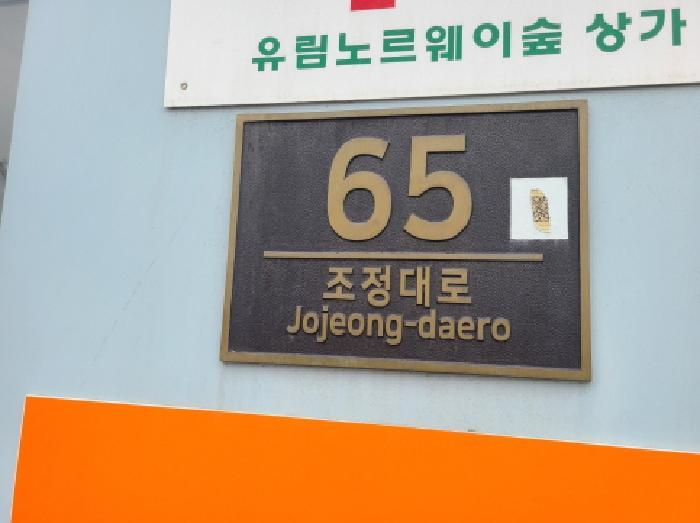 유림노르웨이숲 상가
65
조정대로
Jojeong-daero